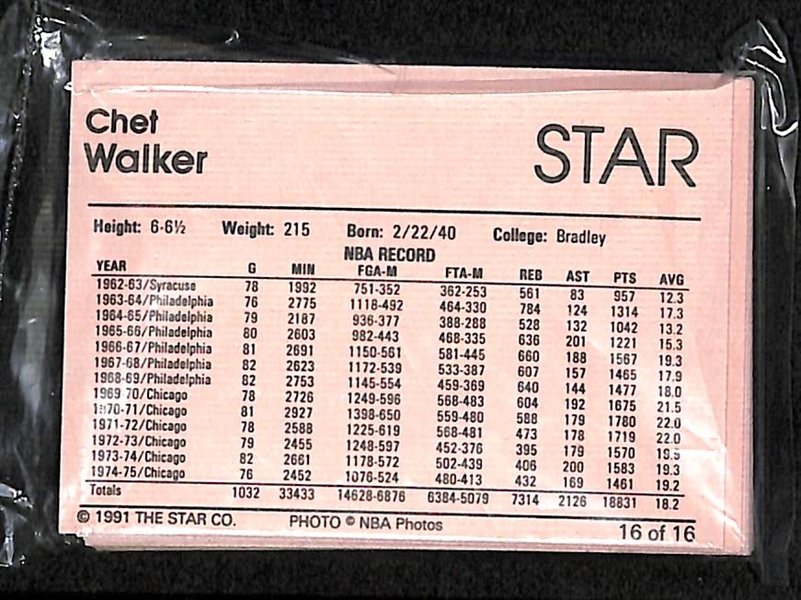 Chet
Walker
STAR
Height: 6-6½ Weight: 215 Born: 2/22/40 College: Bradley
NBA RECORD
YEAR G MIN FGA-M FTA-M REB AST PTS AVG
1962-63/Syracuse 78 1992 751-352 362-253 561 83 957 12.3
1963-64/Philadelphia 76 2775 1118-492 464-330 784 124 1314 17.3
1964-65/Philadelphia 79 2187 936-377 388-288 528 132 1042 13.2
1965-66/Philadelphia 80 2603 982-443 468-335 636 201 1221 15.3
1966-67/Philadelphia 81 2691 1150-561 581-445 660 188 1567 19.3
1967-68/Philadelphia 82 2623 1172-539 533-387 607 157 1465 17.9
1968-69/Philadelphia 82 2753 1145-554 459-369 640 144 1477 18.0
1969-70/Chicago 78 2726 1249-596 568-483 604 192 1675 21.5
1970-71/Chicago 81 2927 1398-650 559-480 588 179 1780 22.0
1971-72/Chicago 78 2588 1225-619 568-481 473 178 1719 22.0
1972-73/Chicago 79 2455 1248-597 452-376 395 179 1570 19.9
1973-74/Chicago 82 2661 1178-572 502-439 406 200 1583 19.3
1974-75/Chicago 76 2452 1076-524 480-413 432 169 1461 19.2
Totals 1032 33433 14628-6876 6384-5079 7314 2126 18831 18.2
© 1991 THE STAR CO. PHOTO © NBA Photos 16 of 16